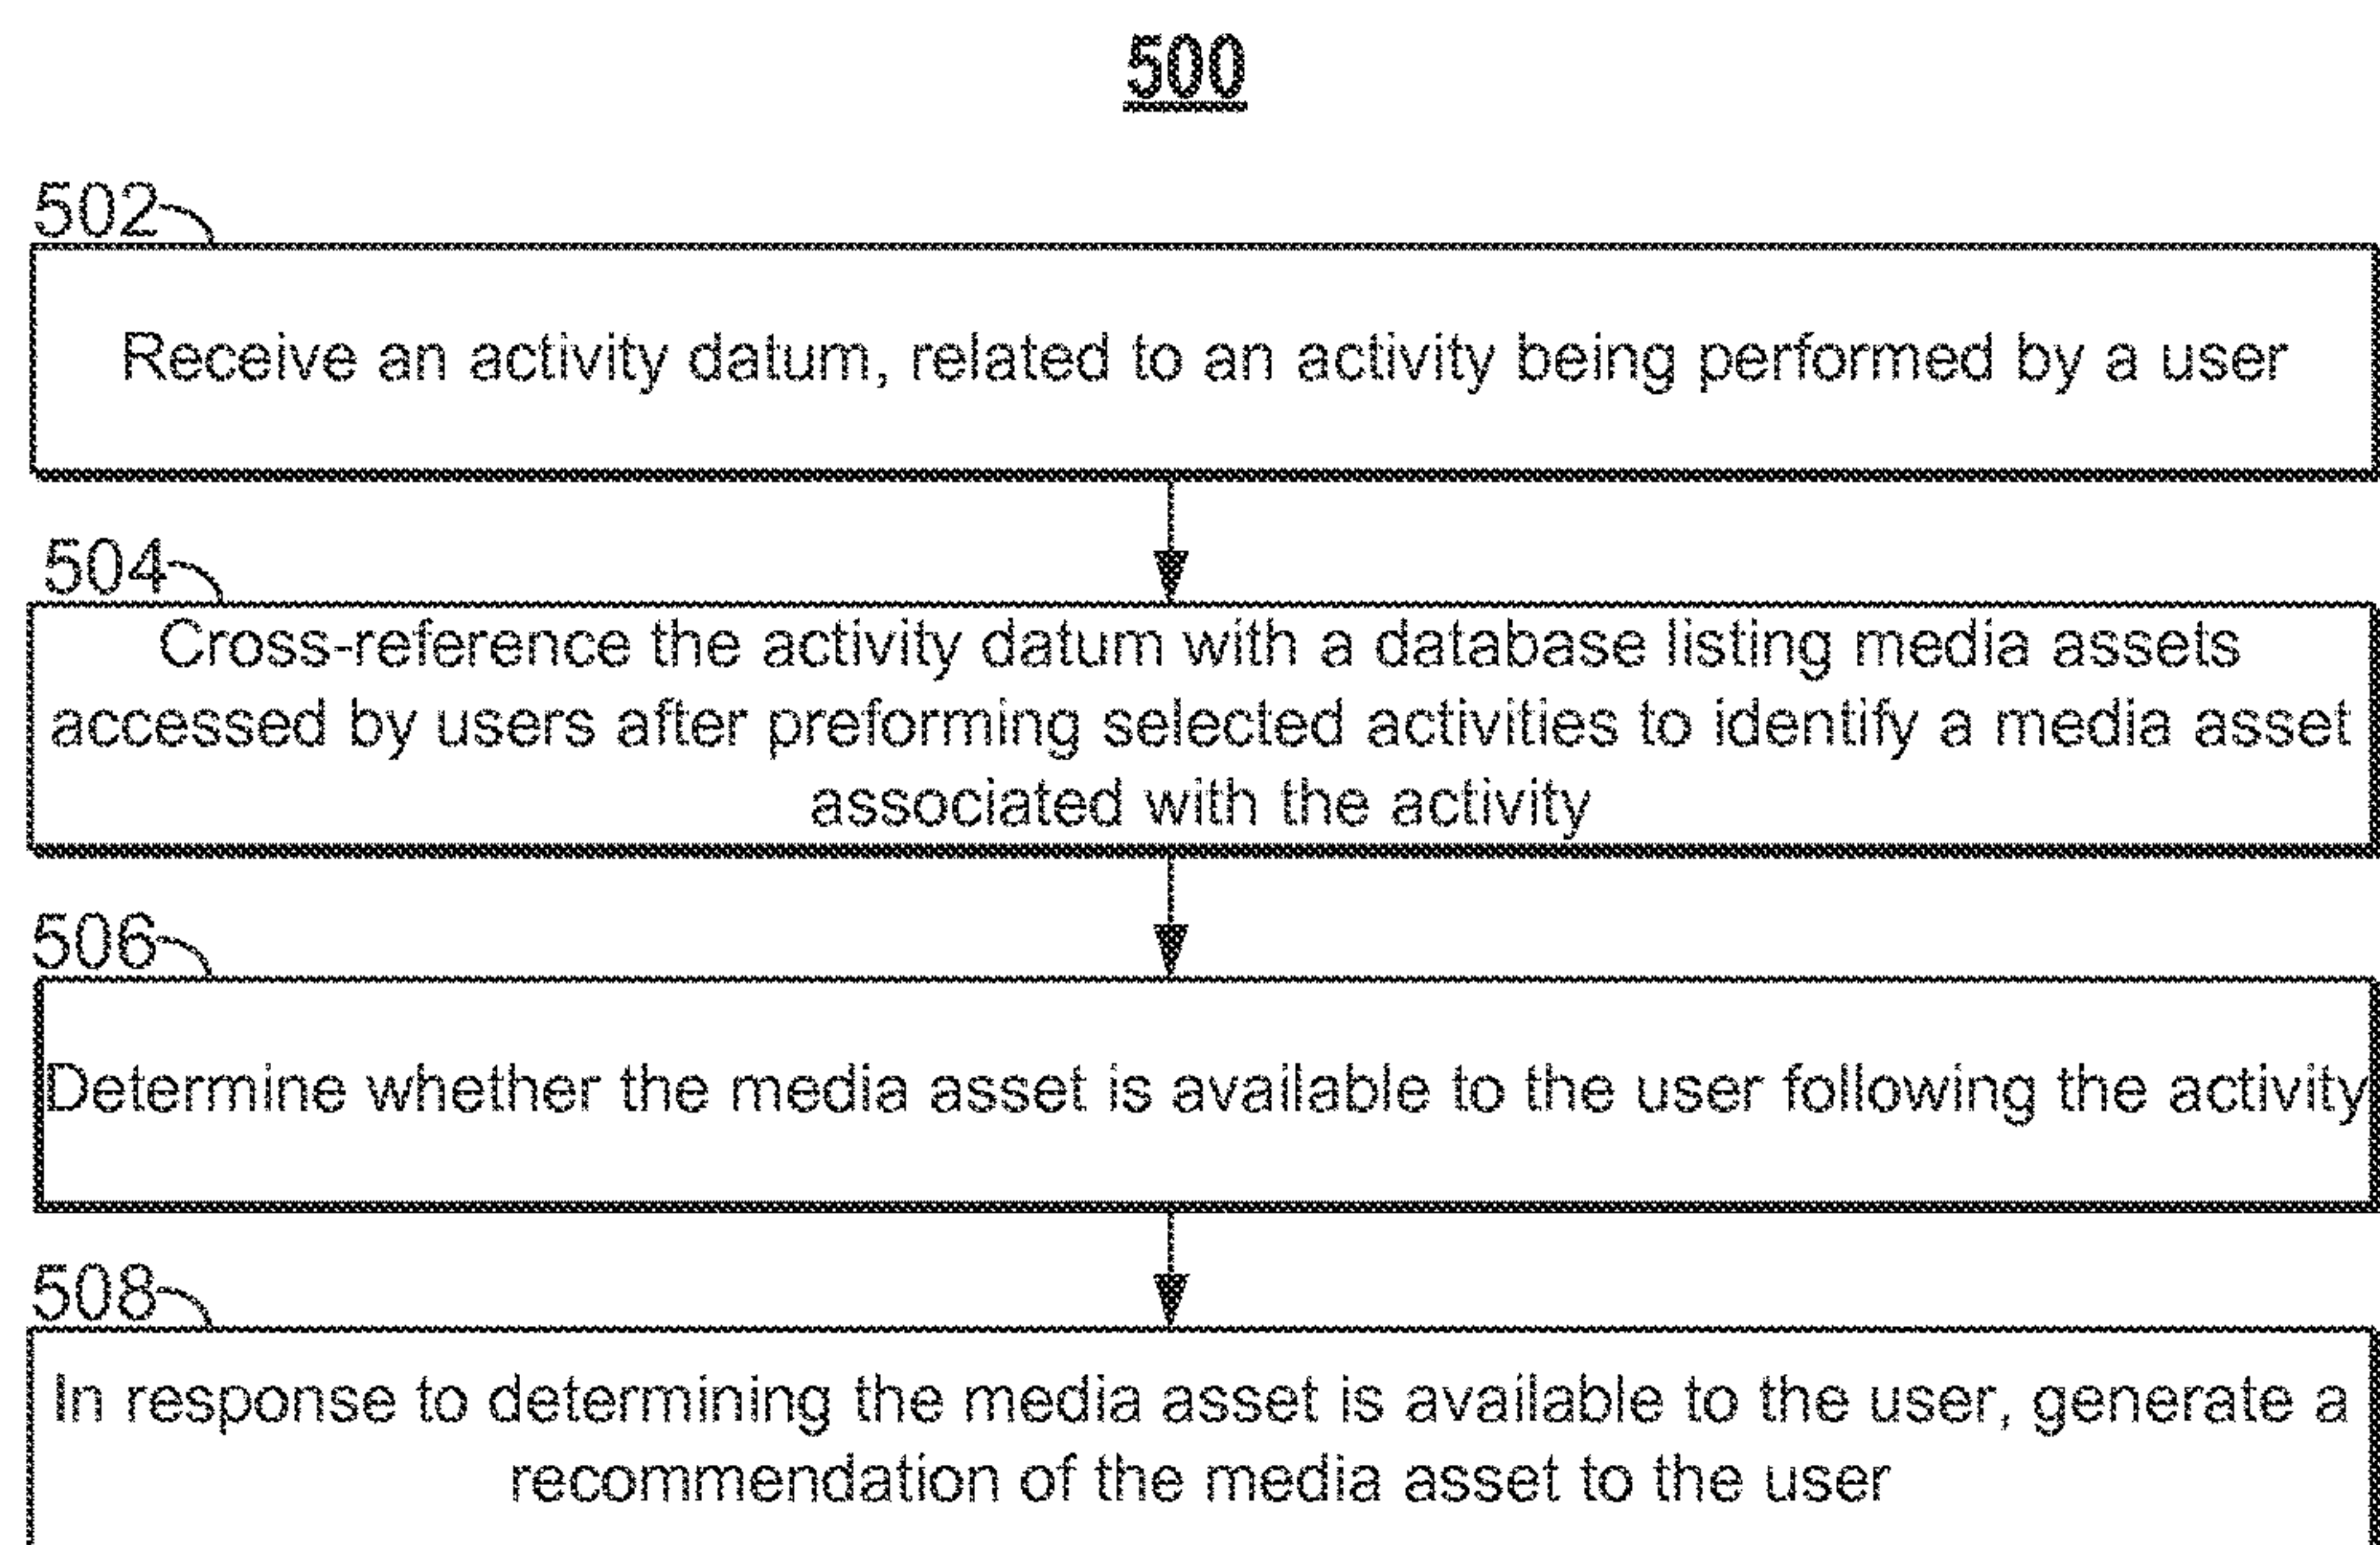 500
502
Receive an activity datum, related to an activity being performed by a user
504
Cross-reference the activity datum with a database listing media assets
accessed by users after preforming selected activities to identify a media asset
associated with the activity
506
Determine whether the media asset is available to the user following the activity
508
In response to determining the media asset is available to the user, generate a
recommendation of the media asset to the user